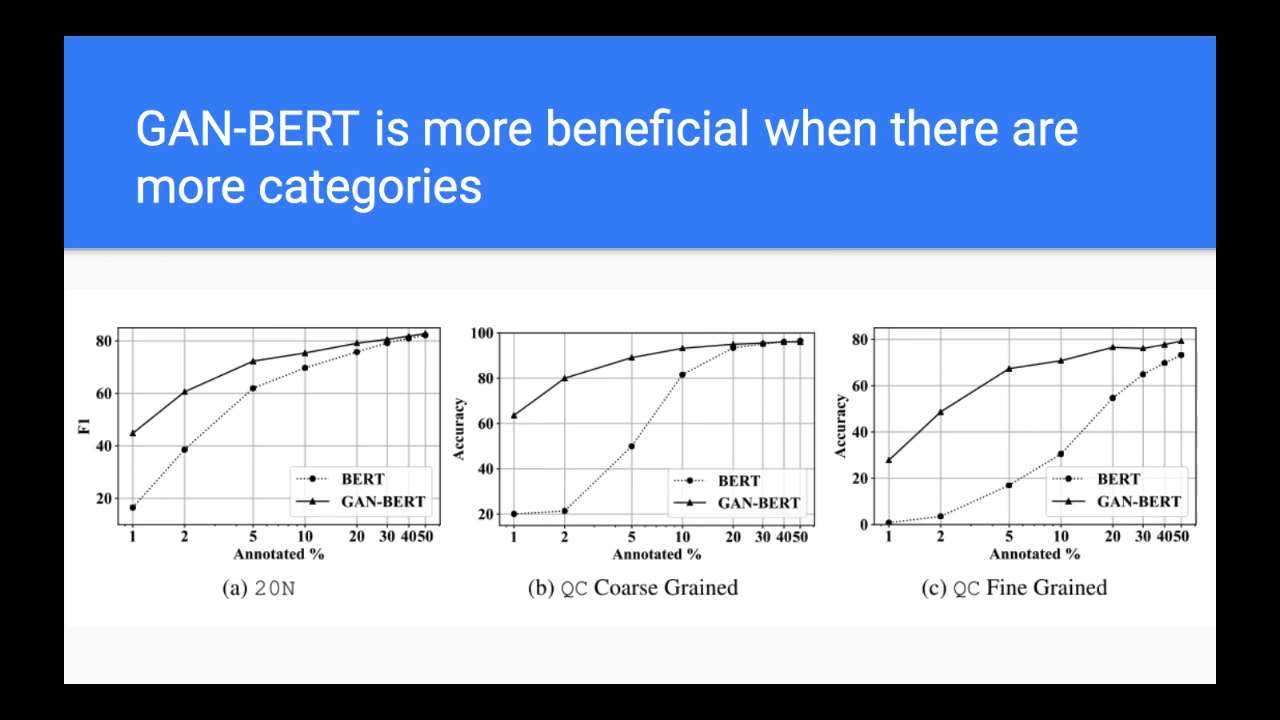 GAN-BERT is more beneficial when there are
more categories
80
60
40
20
F1
1 2 5 10 20 30 40 50
Annotated %
BERT
GAN-BERT
(a) 20N
100
80
60
40
20
Accuracy
1 2 5 10 20 30 40 50
Annotated %
BERT
GAN-BERT
(b) QC Coarse Grained
80
60
40
20
0
Accuracy
1 2 5 10 20 30 40 50
Annotated %
BERT
GAN-BERT
(c) QC Fine Grained